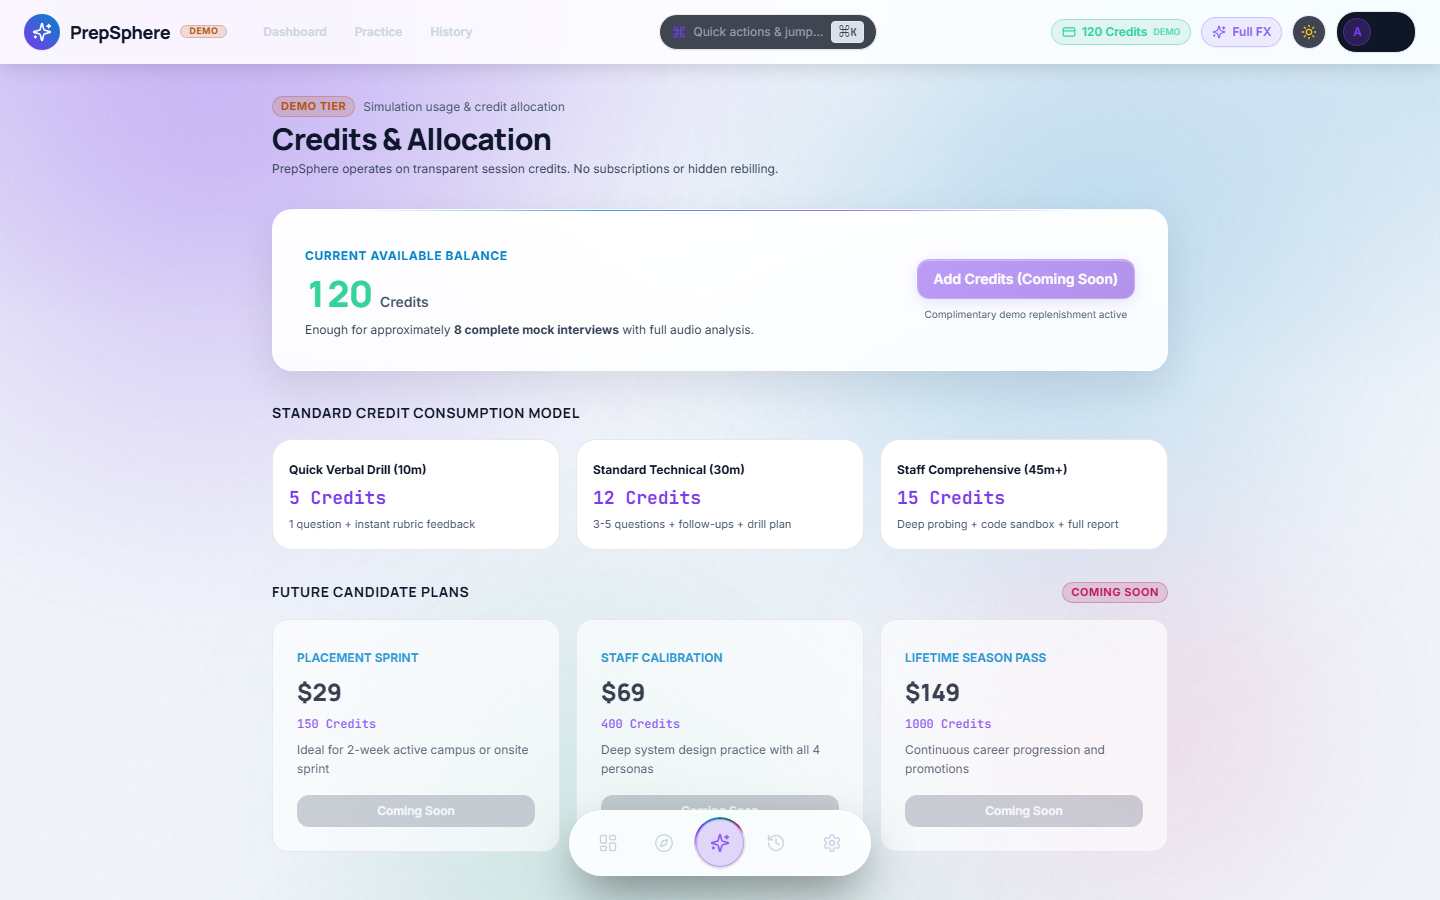 PrepSphere DEMO Dashboard Practice History Quick actions & jump... ⌘K 120 Credits DEMO Full FX A
DEMO TIER Simulation usage & credit allocation
Credits & Allocation
PrepSphere operates on transparent session credits. No subscriptions or hidden rebilling.
CURRENT AVAILABLE BALANCE
120 Credits
Enough for approximately 8 complete mock interviews with full audio analysis.
Add Credits (Coming Soon)
Complimentary demo replenishment active
STANDARD CREDIT CONSUMPTION MODEL
Quick Verbal Drill (10m)
5 Credits
1 question + instant rubric feedback
Standard Technical (30m)
12 Credits
3-5 questions + follow-ups + drill plan
Staff Comprehensive (45m+)
15 Credits
Deep probing + code sandbox + full report
FUTURE CANDIDATE PLANS COMING SOON
PLACEMENT SPRINT
$29
150 Credits
Ideal for 2-week active campus or onsite
sprint
Coming Soon
STAFF CALIBRATION
$69
400 Credits
Deep system design practice with all 4
personas
Coming Soon
LIFETIME SEASON PASS
$149
1000 Credits
Continuous career progression and
promotions
Coming Soon